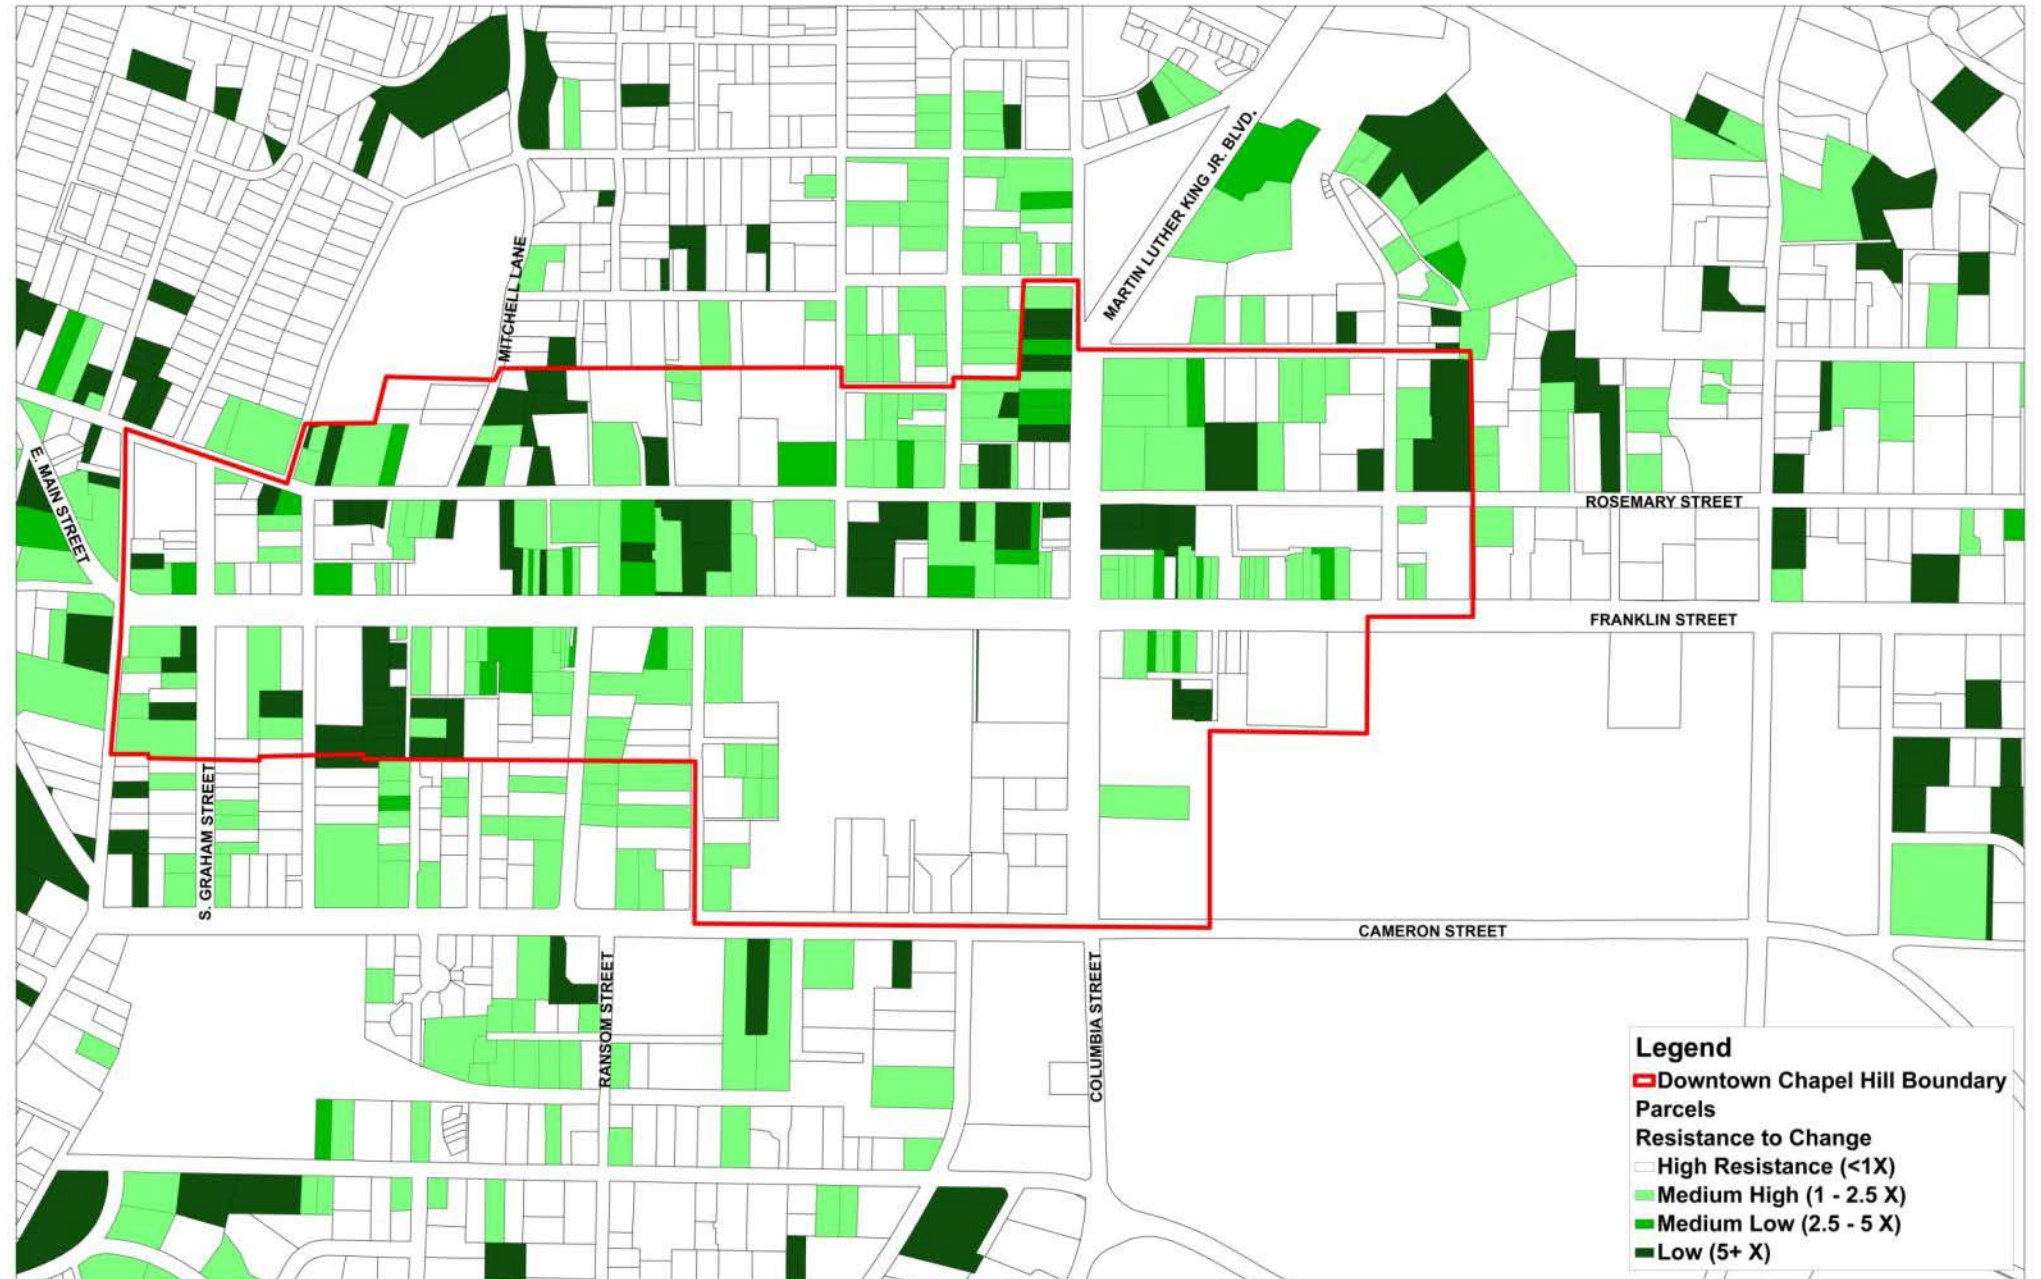 MARTIN LUTHER KING JR. BLVD.
MITCHELL LANE
E. MAIN STREET
ROSEMARY STREET
FRANKLIN STREET
S. GRAHAM STREET
CAMERON STREET
RANSOM STREET
COLUMBIA STREET
Legend
Downtown Chapel Hill Boundary
Parcels
Resistance to Change
High Resistance (<1X)
Medium High (1 - 2.5 X)
Medium Low (2.5 - 5 X)
Low (5+ X)